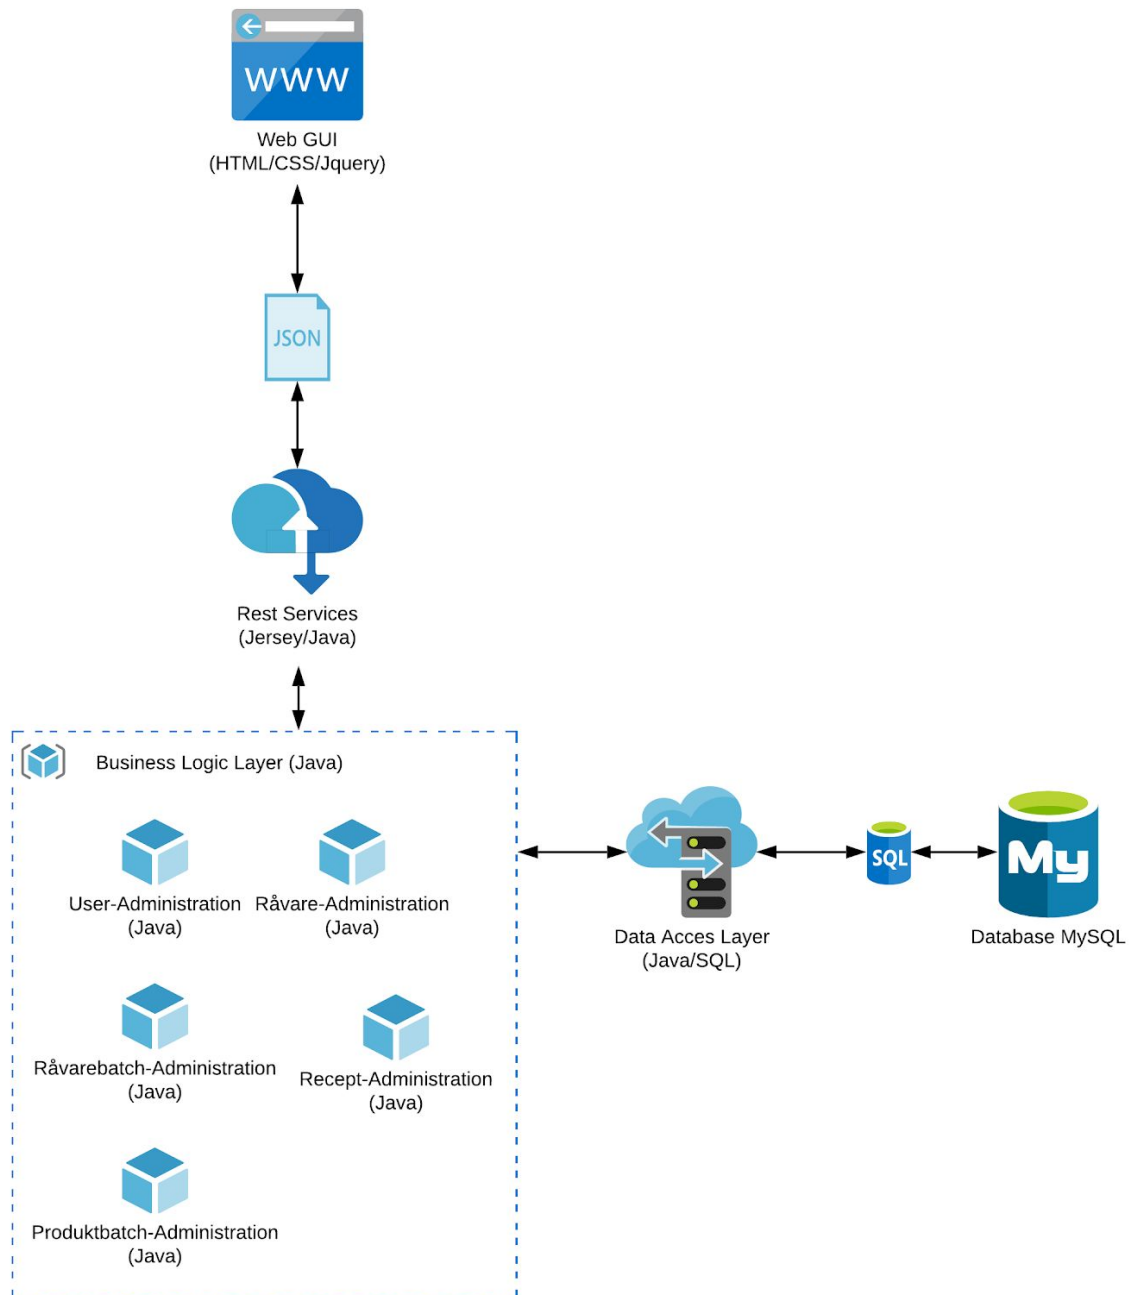 WWW
Web GUI
(HTML/CSS/Jquery)
JSON
Rest Services
(Jersey/Java)
Business Logic Layer (Java)
User-Administration
(Java)
Råvare-Administration
(Java)
Råvarebatch-Administration
(Java)
Recept-Administration
(Java)
Produktbatch-Administration
(Java)
Data Acces Layer
(Java/SQL)
SQL
My
Database MySQL